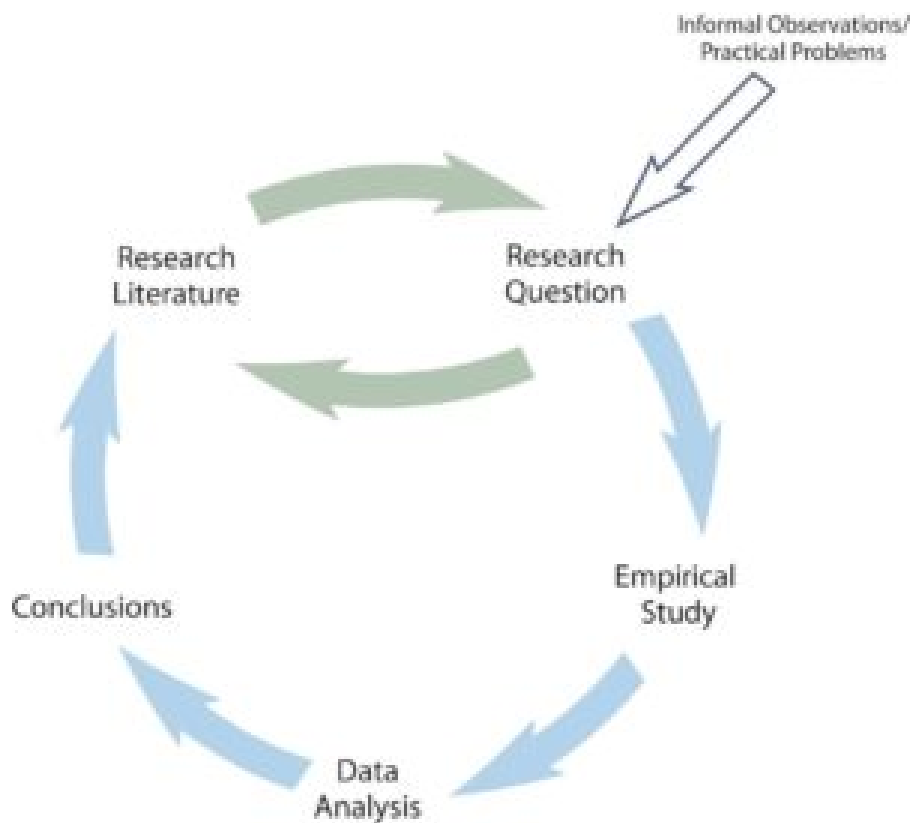 Informal Observations/
Practical Problems
Research
Literature
Research
Question
Empirical
Study
Data
Analysis
Conclusions